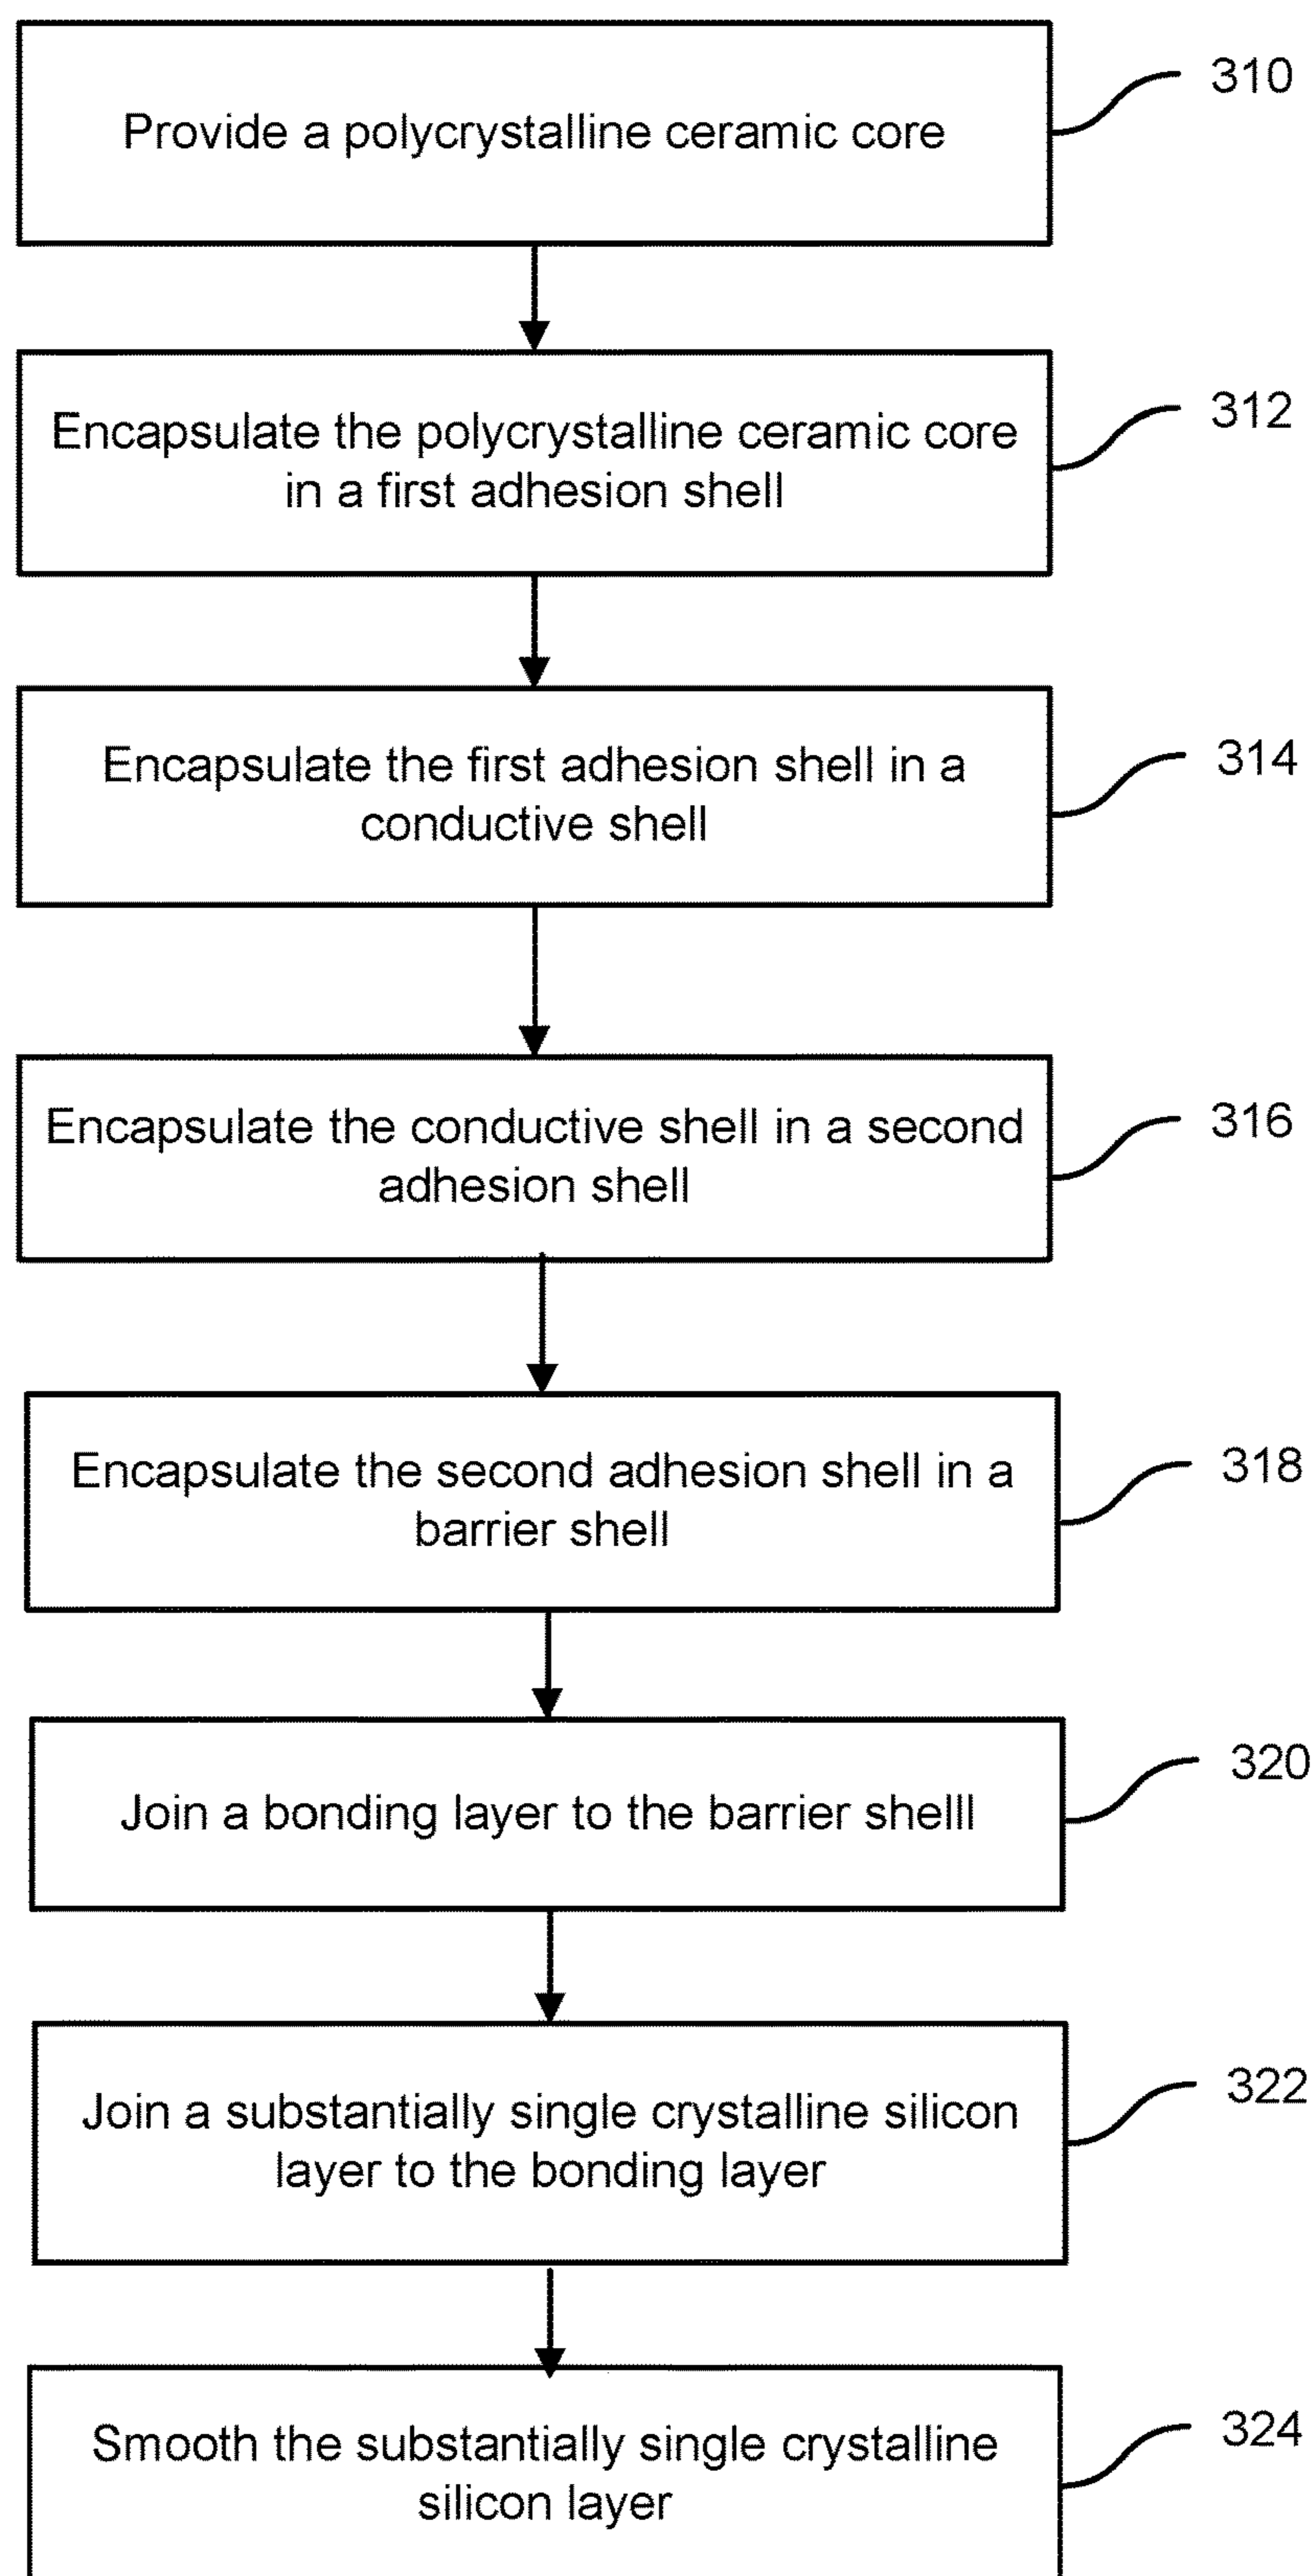 Provide a polycrystalline ceramic core
310
Encapsulate the polycrystalline ceramic core
in a first adhesion shell
312
Encapsulate the first adhesion shell in a
conductive shell
314
Encapsulate the conductive shell in a second
adhesion shell
316
Encapsulate the second adhesion shell in a
barrier shell
318
Join a bonding layer to the barrier shelll
320
Join a substantially single crystalline silicon
layer to the bonding layer
322
Smooth the substantially single crystalline
silicon layer
324